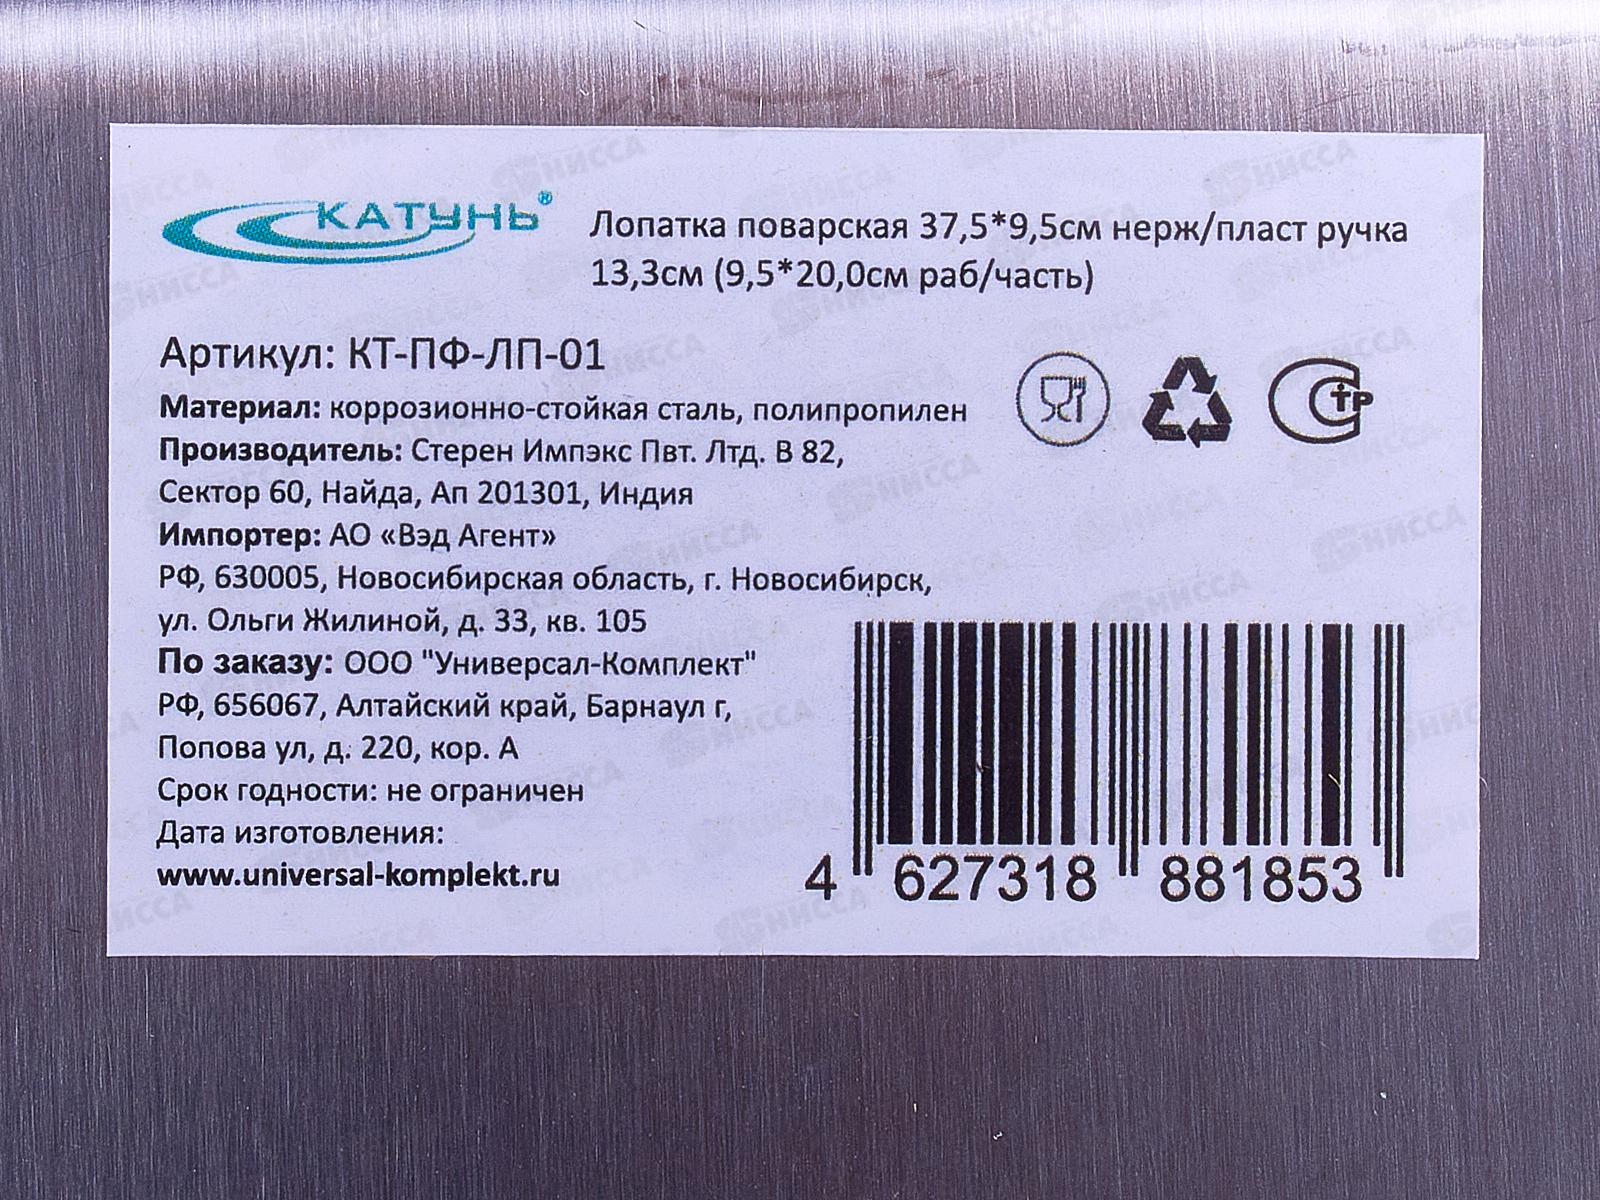 КАТУНЬ®
Лопатка поварская 37,5*9,5см нерж/пласт ручка
13,3см (9,5*20,0см раб/часть)
Артикул: КТ-ПФ-ЛП-01
Материал: коррозионно-стойкая сталь, полипропилен
Производитель: Стерен Импэкс Пвт. Лтд. В 82,
Сектор 60, Найда, Ап 201301, Индия
Импортер: АО «Вэд Агент»
РФ, 630005, Новосибирская область, г. Новосибирск,
ул. Ольги Жилиной, д. 33, кв. 105
По заказу: ООО "Универсал-Комплект"
РФ, 656067, Алтайский край, Барнаул г,
Попова ул, д. 220, кор. А
Срок годности: не ограничен
Дата изготовления:
www.universal-komplekt.ru
СтР
4 627318 881853
НИССА